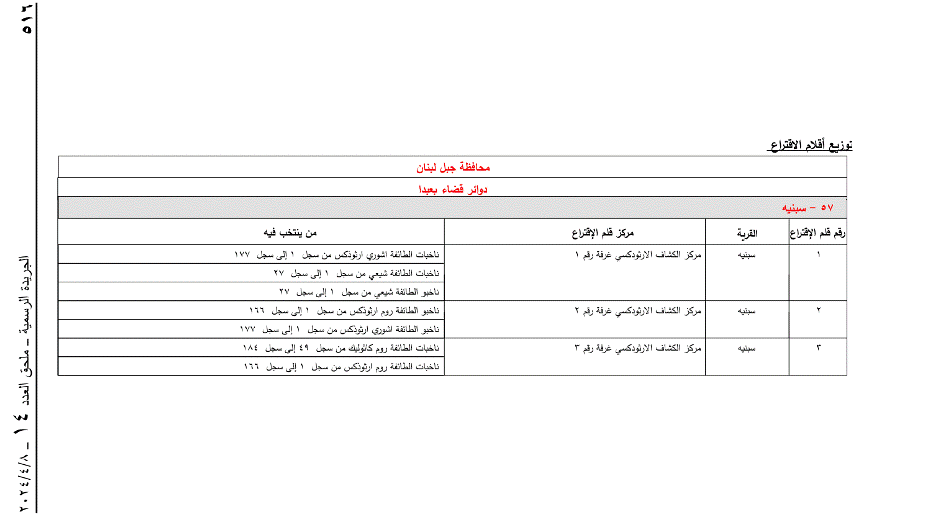 ٥١٦
الجريدة الرسمية – ملحق العدد ١٤ – ٢٠٢٤/٤/٨
توزيع أقلام الاقتراع
محافظة جبل لبنان
دوائر قضاء بعبدا
٥٧ - سبنيه
رقم قلم الإقتراع القرية مركز قلم الإقتراع من ينتخب فيه
١ سبنيه مركز الكشاف الارثوذكسي غرفة رقم ١ ناخبات الطائفة اشوري ارثوذكس من سجل ١ إلى سجل ١٧٧
ناخبات الطائفة شيعي من سجل ١ إلى سجل ٢٧
ناخبو الطائفة شيعي من سجل ١ إلى سجل ٢٧
٢ سبنيه مركز الكشاف الارثوذكسي غرفة رقم ٢ ناخبو الطائفة روم ارثوذكس من سجل ١ إلى سجل ١٦٦
ناخبو الطائفة اشوري ارثوذكس من سجل ١ إلى سجل ١٧٧
٣ سبنيه مركز الكشاف الارثوذكسي غرفة رقم ٣ ناخبات الطائفة روم كاثوليك من سجل ٤٩ إلى سجل ١٨٤
ناخبات الطائفة روم ارثوذكس من سجل ١ إلى سجل ١٦٦